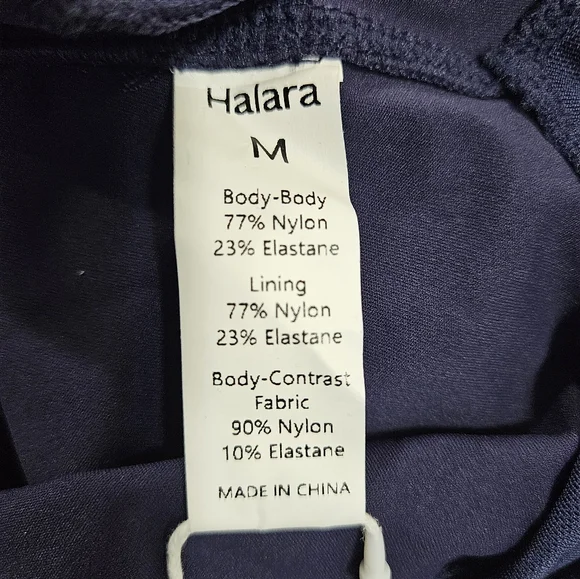 Halara
M
Body-Body
77% Nylon
23% Elastane
Lining
77% Nylon
23% Elastane
Body-Contrast
Fabric
90% Nylon
10% Elastane
MADE IN CHINA